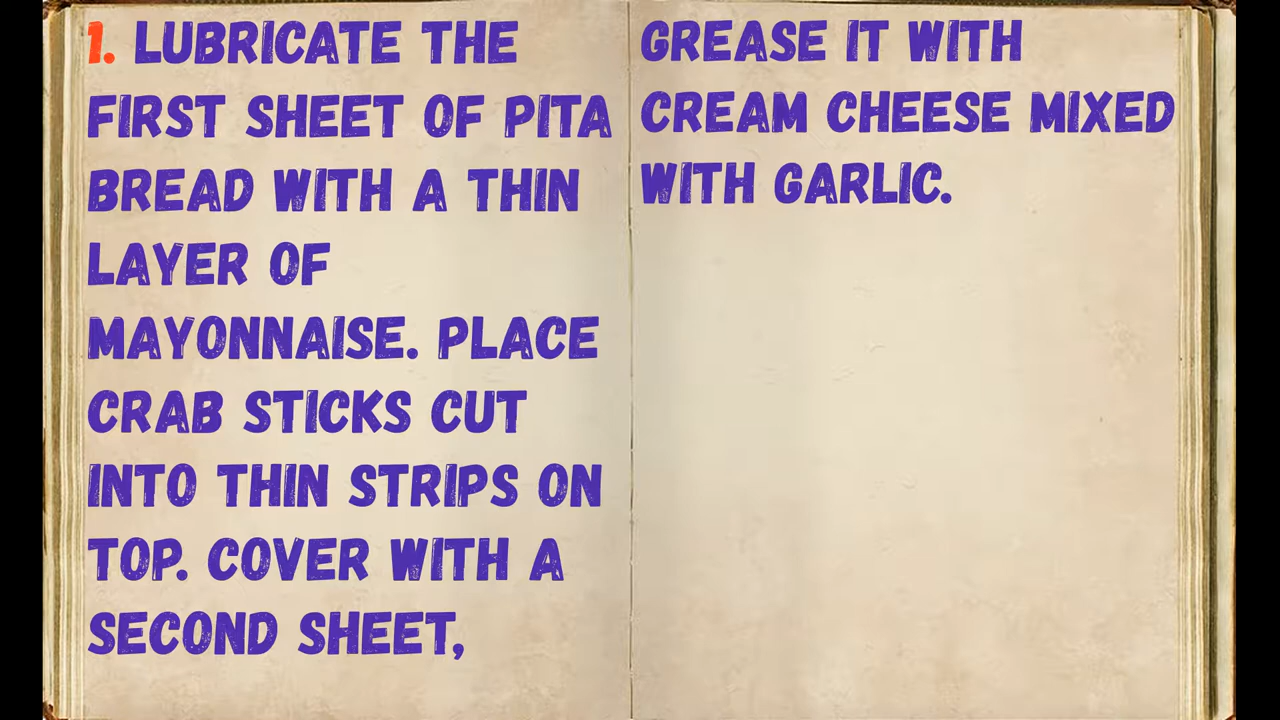 1. LUBRICATE THE
FIRST SHEET OF PITA
BREAD WITH A THIN
LAYER OF
MAYONNAISE. PLACE
CRAB STICKS CUT
INTO THIN STRIPS ON
TOP. COVER WITH A
SECOND SHEET,
GREASE IT WITH
CREAM CHEESE MIXED
WITH GARLIC.